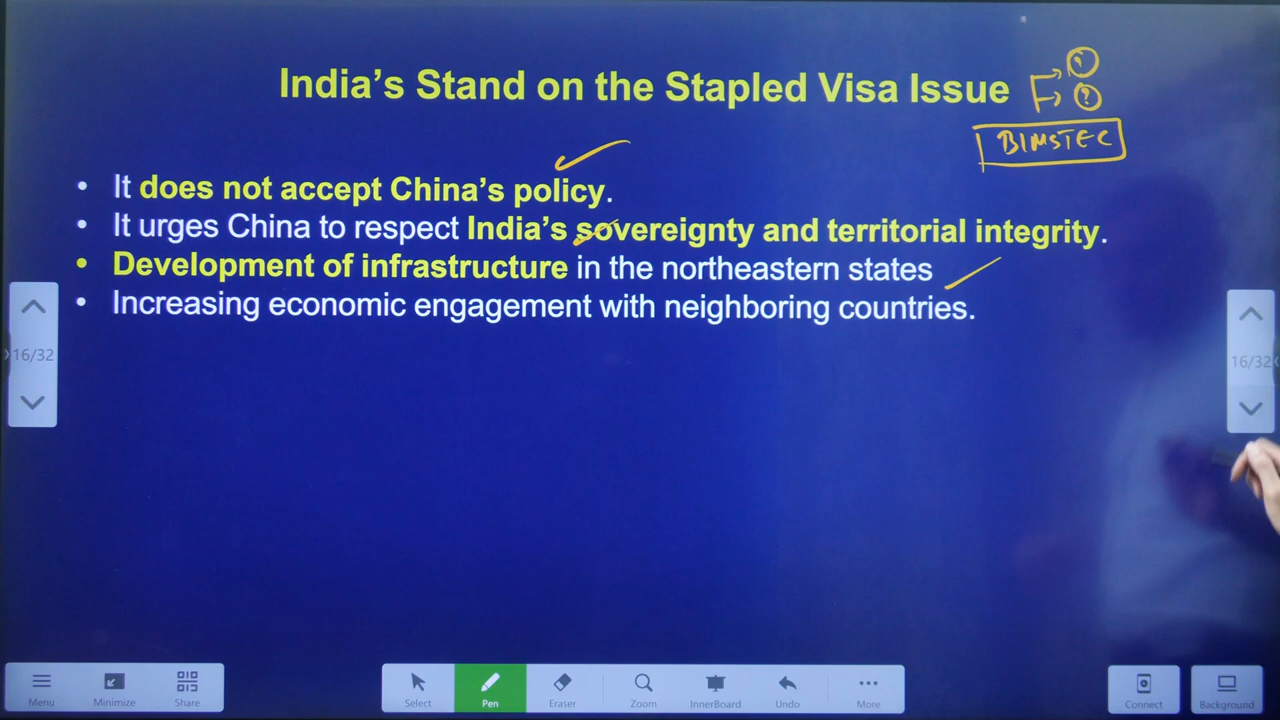 India's Stand on the Stapled Visa Issue
?
BIMSTEC
• It does not accept China's policy.
• It urges China to respect India's sovereignty and territorial integrity.
• Development of infrastructure in the northeastern states
• Increasing economic engagement with neighboring countries.
16/32
16/32
Menu
Minimize
Share
Select
Pen
Eraser
Zoom
InnerBoard
Undo
More
Connect
Background